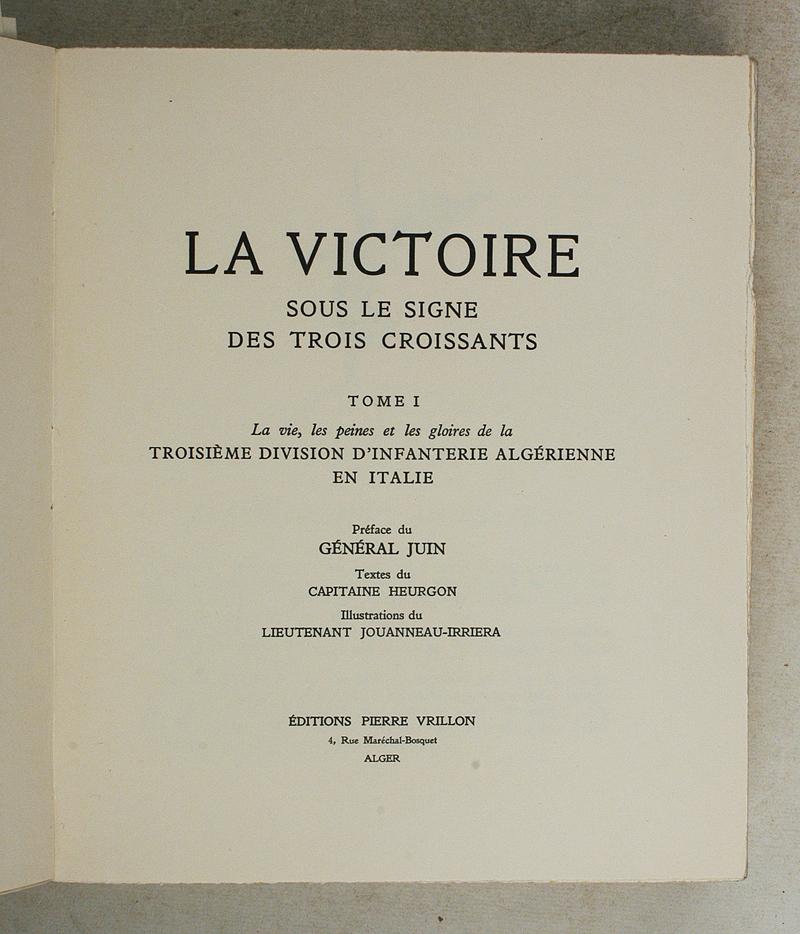 LA VICTOIRE
SOUS LE SIGNE
DES TROIS CROISSANTS
TOME I
La vie, les peines et les gloires de la
TROISIÈME DIVISION D'INFANTERIE ALGÉRIENNE
EN ITALIE
Préface du
GÉNÉRAL JUIN
Textes du
CAPITAINE HEURGON
Illustrations du
LIEUTENANT JOUANNEAU-IRRIERA
ÉDITIONS PIERRE VRILLON
4, Rue Maréchal-Bosquet
ALGER